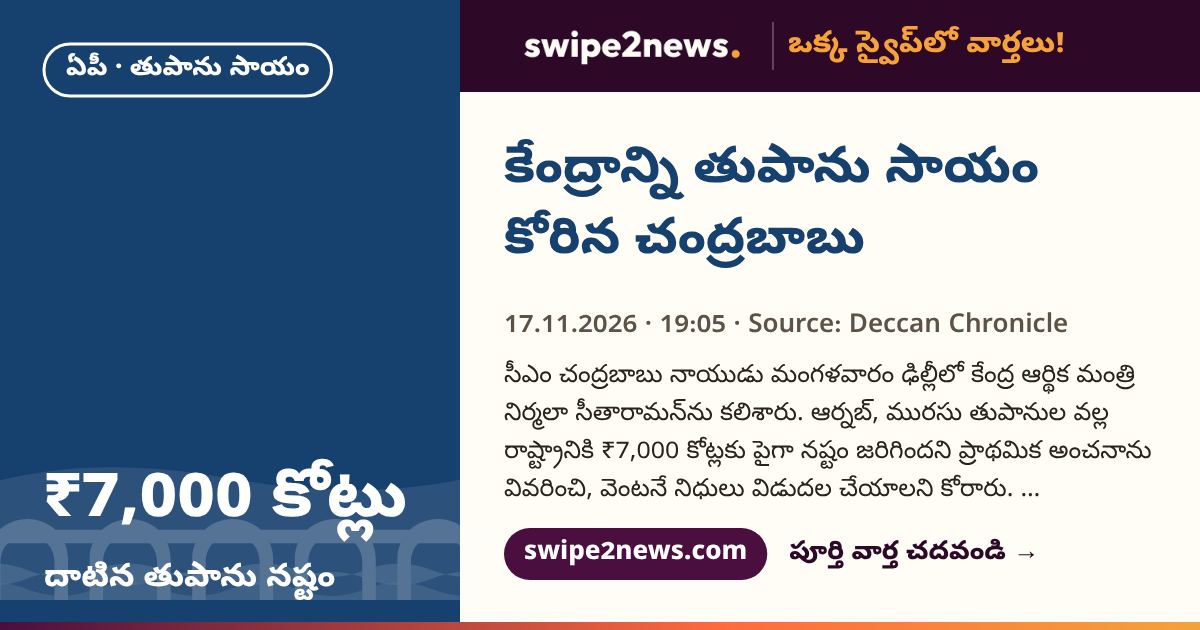 ఏపీ · తుపాను సాయం
₹7,000 కోట్లు
దాటిన తుపాను నష్టం
swipe2news.
ఒక్క స్వైప్‌లో వార్తలు!
కేంద్రాన్ని తుపాను సాయం
కోరిన చంద్రబాబు
17.11.2026 · 19:05 · Source: Deccan Chronicle
సీఎం చంద్రబాబు నాయుడు మంగళవారం ఢిల్లీలో కేంద్ర ఆర్థిక మంత్రి
నిర్మలా సీతారామన్‌ను కలిశారు. ఆర్నబ్, మురసు తుపానుల వల్ల
రాష్ట్రానికి ₹7,000 కోట్లకు పైగా నష్టం జరిగిందని ప్రాథమిక అంచనాను
వివరించి, వెంటనే నిధులు విడుదల చేయాలని కోరారు. ...
swipe2news.com
పూర్తి వార్త చదవండి →